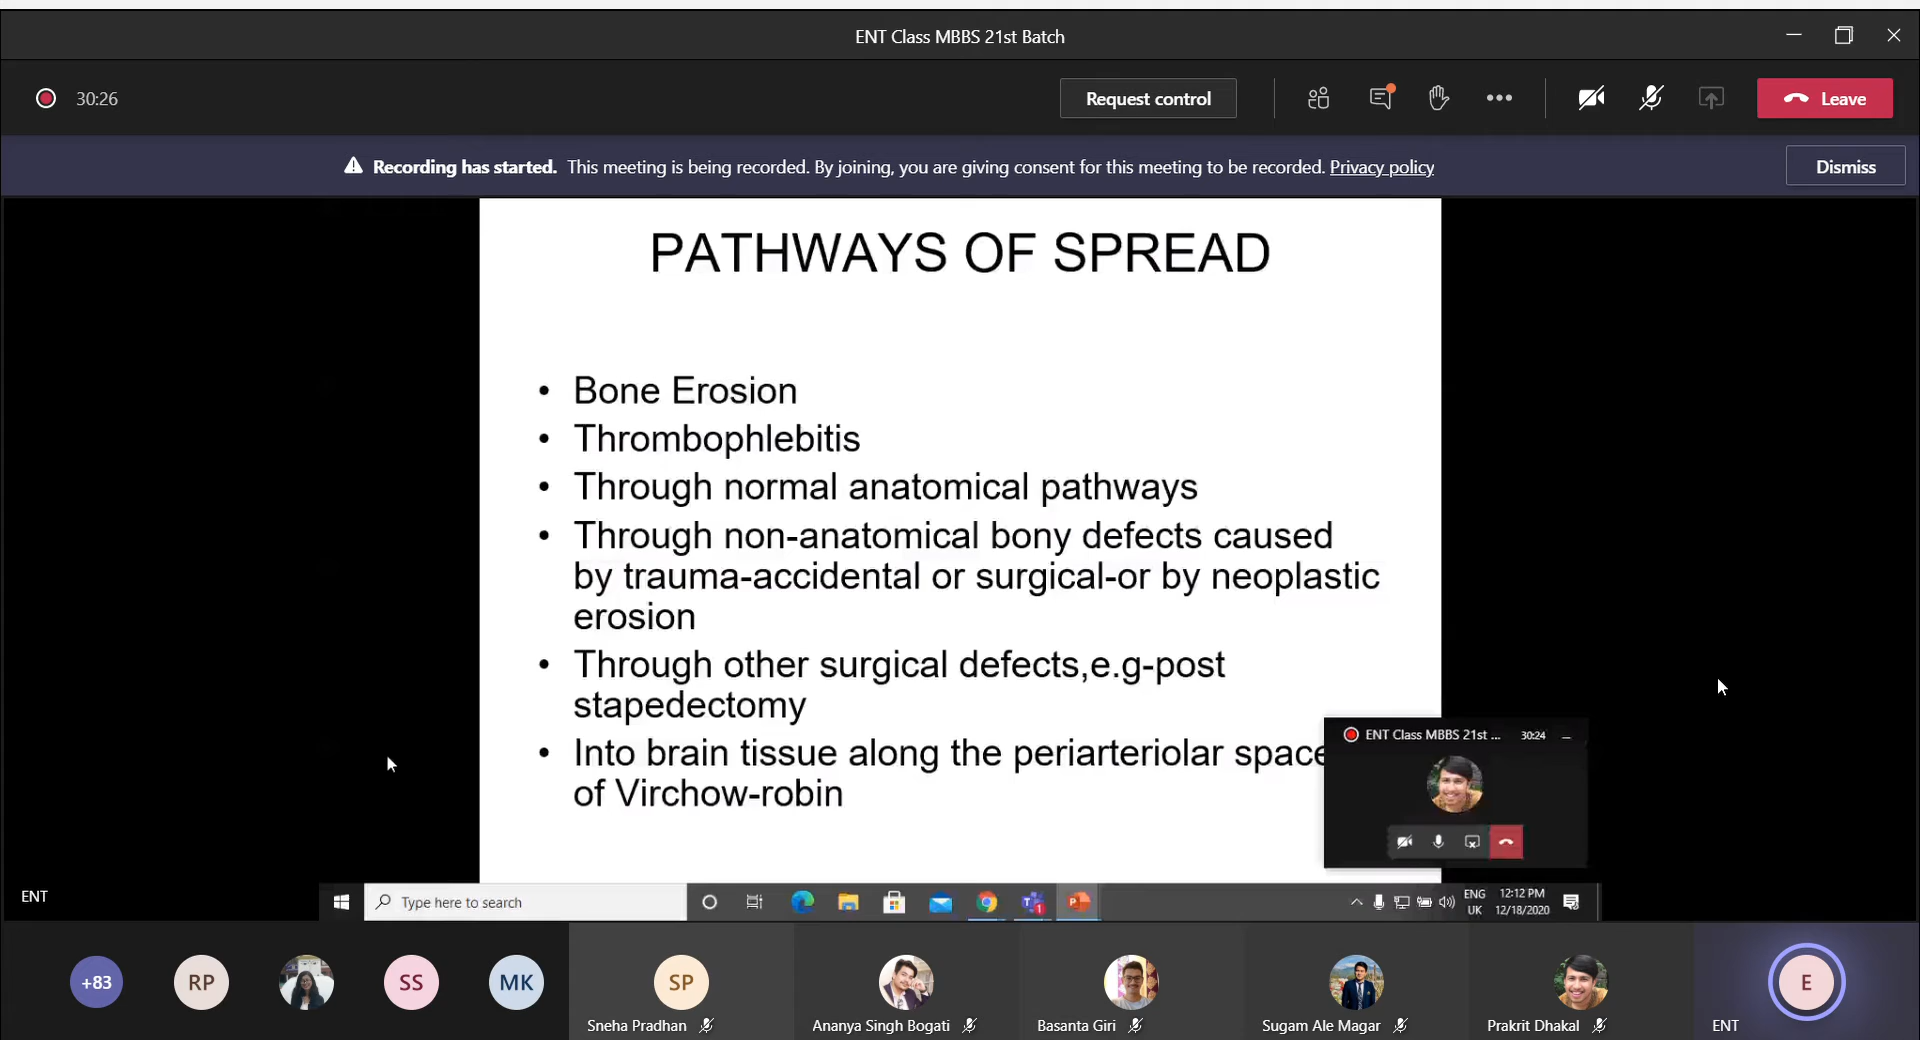 ENT Class MBBS 21st Batch
30:26
Request control
Leave
Recording has started. This meeting is being recorded. By joining, you are giving consent for this meeting to be recorded. Privacy policy
Dismiss
PATHWAYS OF SPREAD
• Bone Erosion
• Thrombophlebitis
• Through normal anatomical pathways
• Through non-anatomical bony defects caused
by trauma-accidental or surgical-or by neoplastic
erosion
• Through other surgical defects,e.g-post
stapedectomy
• Into brain tissue along the periarteriolar space
of Virchow-robin
ENT Class MBBS 21st ... 30:24
ENT
Type here to search
ENG
UK
12:12 PM
12/18/2020
+83
RP
SS
MK
SP
Sneha Pradhan
Ananya Singh Bogati
Basanta Giri
Sugam Ale Magar
Prakrit Dhakal
E
ENT